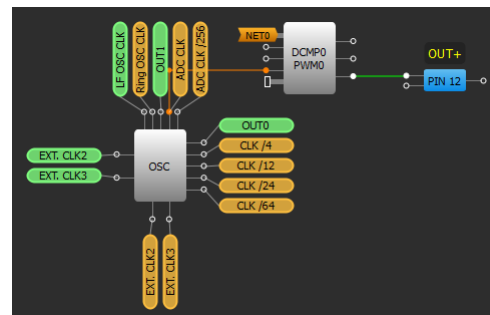 LF OSC CLK
Ring OSC CLK
OUT1
ADC CLK
ADC CLK /256
NET0
DCMP0
PWM0
OUT+
PIN 12
OSC
EXT. CLK2
EXT. CLK3
OUT0
CLK /4
CLK /12
CLK /24
CLK /64
EXT. CLK2
EXT. CLK3